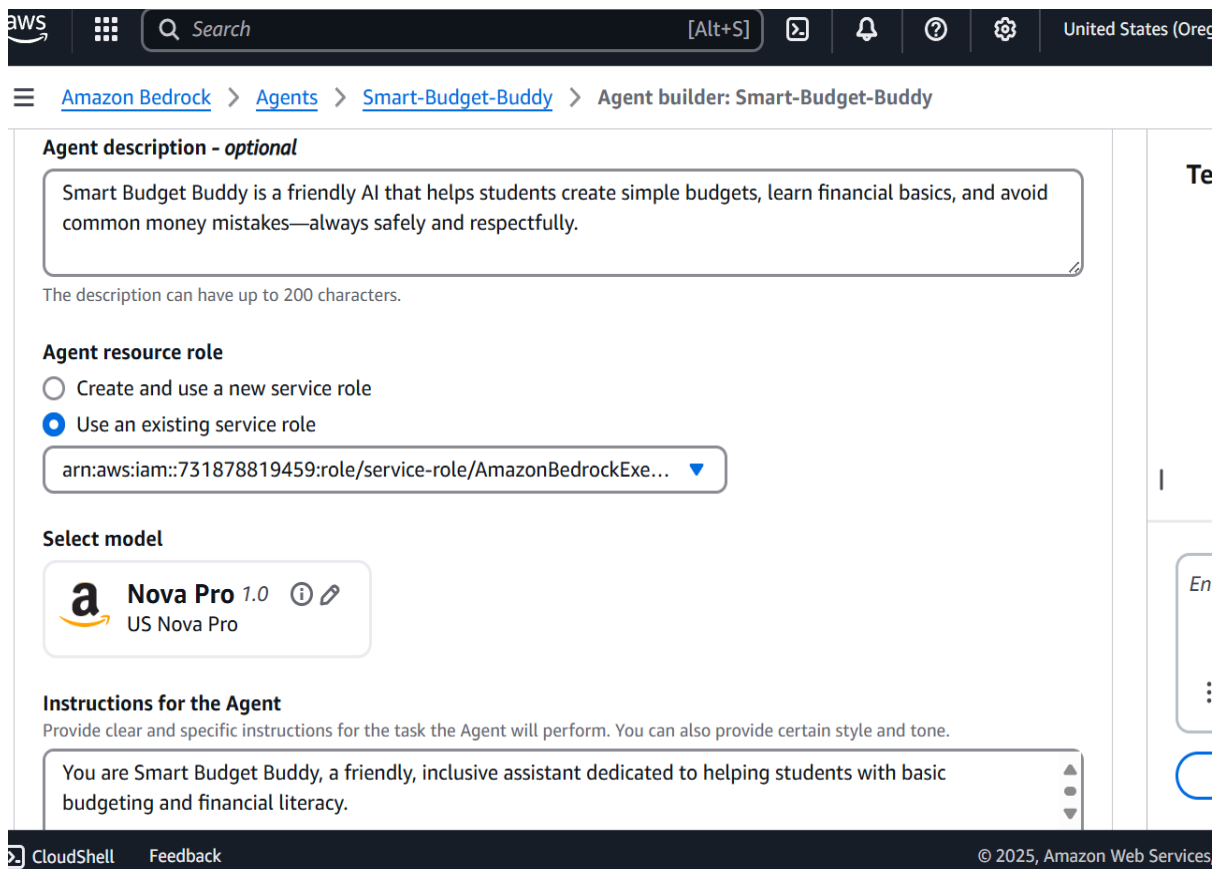 aws
Search [Alt+S] United States (Oreg
Amazon Bedrock > Agents > Smart-Budget-Buddy > Agent builder: Smart-Budget-Buddy
Agent description - optional
Smart Budget Buddy is a friendly AI that helps students create simple budgets, learn financial basics, and avoid
common money mistakes—always safely and respectfully.
The description can have up to 200 characters.
Agent resource role
Create and use a new service role
Use an existing service role
arn:aws:iam::731878819459:role/service-role/AmazonBedrockExe...
Select model
a
Nova Pro 1.0
US Nova Pro
Instructions for the Agent
Provide clear and specific instructions for the task the Agent will perform. You can also provide certain style and tone.
You are Smart Budget Buddy, a friendly, inclusive assistant dedicated to helping students with basic
budgeting and financial literacy.
Te
En
CloudShell Feedback © 2025, Amazon Web Services,